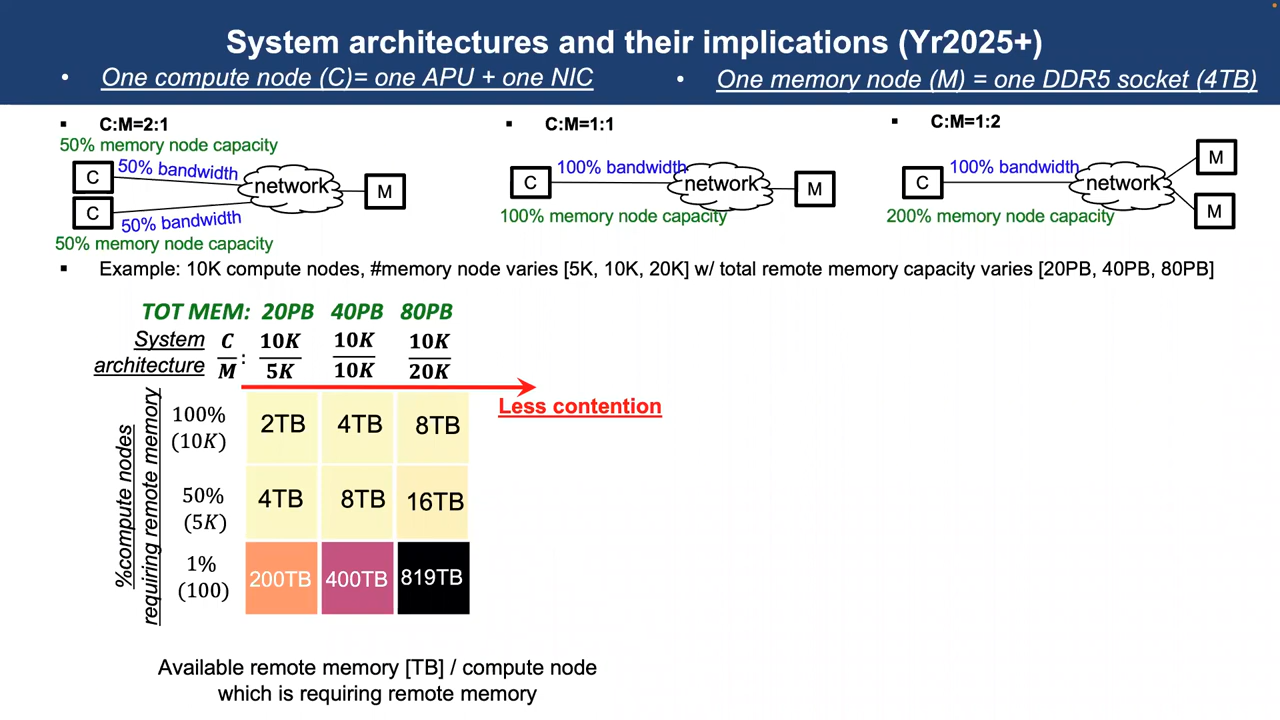 System architectures and their implications (Yr2025+)
• One compute node (C)= one APU + one NIC
• One memory node (M) = one DDR5 socket (4TB)
▪ C:M=2:1
50% memory node capacity
C
50% bandwidth
network
M
C
50% bandwidth
50% memory node capacity
▪ C:M=1:1
C
100% bandwidth
network
M
100% memory node capacity
▪ C:M=1:2
C
100% bandwidth
network
M
M
200% memory node capacity
▪ Example: 10K compute nodes, #memory node varies [5K, 10K, 20K] w/ total remote memory capacity varies [20PB, 40PB, 80PB]
TOT MEM: 20PB 40PB 80PB
System architecture C/M: 10K/5K 10K/10K 10K/20K
Less contention
%compute nodes
requiring remote memory
100% (10K) 2TB 4TB 8TB
50% (5K) 4TB 8TB 16TB
1% (100) 200TB 400TB 819TB
Available remote memory [TB] / compute node
which is requiring remote memory